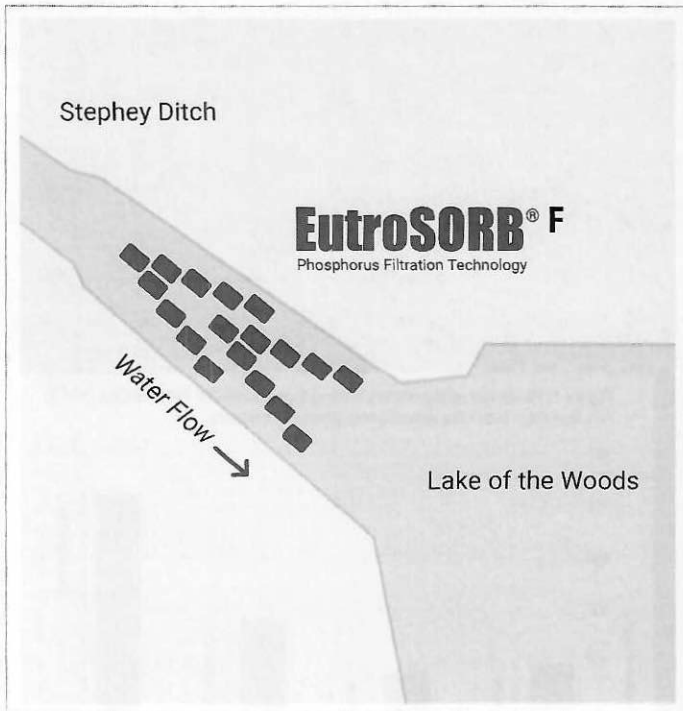 Stephey Ditch
EutroSORB® F
Phosphorus Filtration Technology
Water Flow
Lake of the Woods